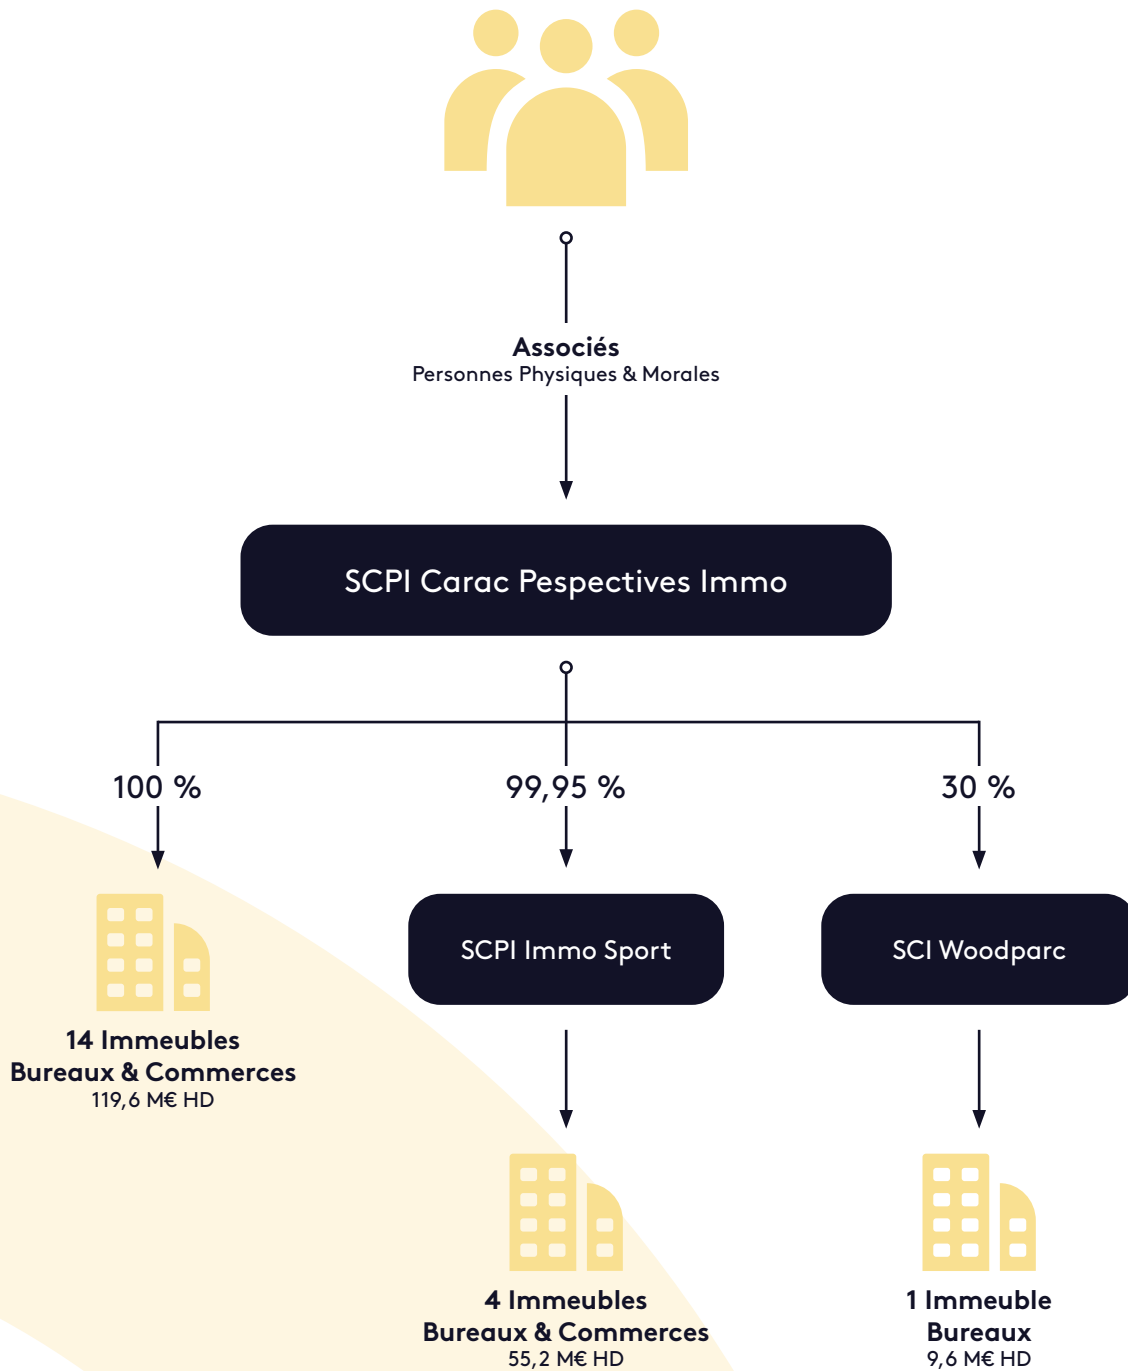 Associés
Personnes Physiques & Morales
SCPI Carac Pespectives Immo
100 %
99,95 %
30 %
SCPI Immo Sport
SCI Woodparc
14 Immeubles
Bureaux & Commerces
119,6 M€ HD
4 Immeubles
Bureaux & Commerces
55,2 M€ HD
1 Immeuble
Bureaux
9,6 M€ HD